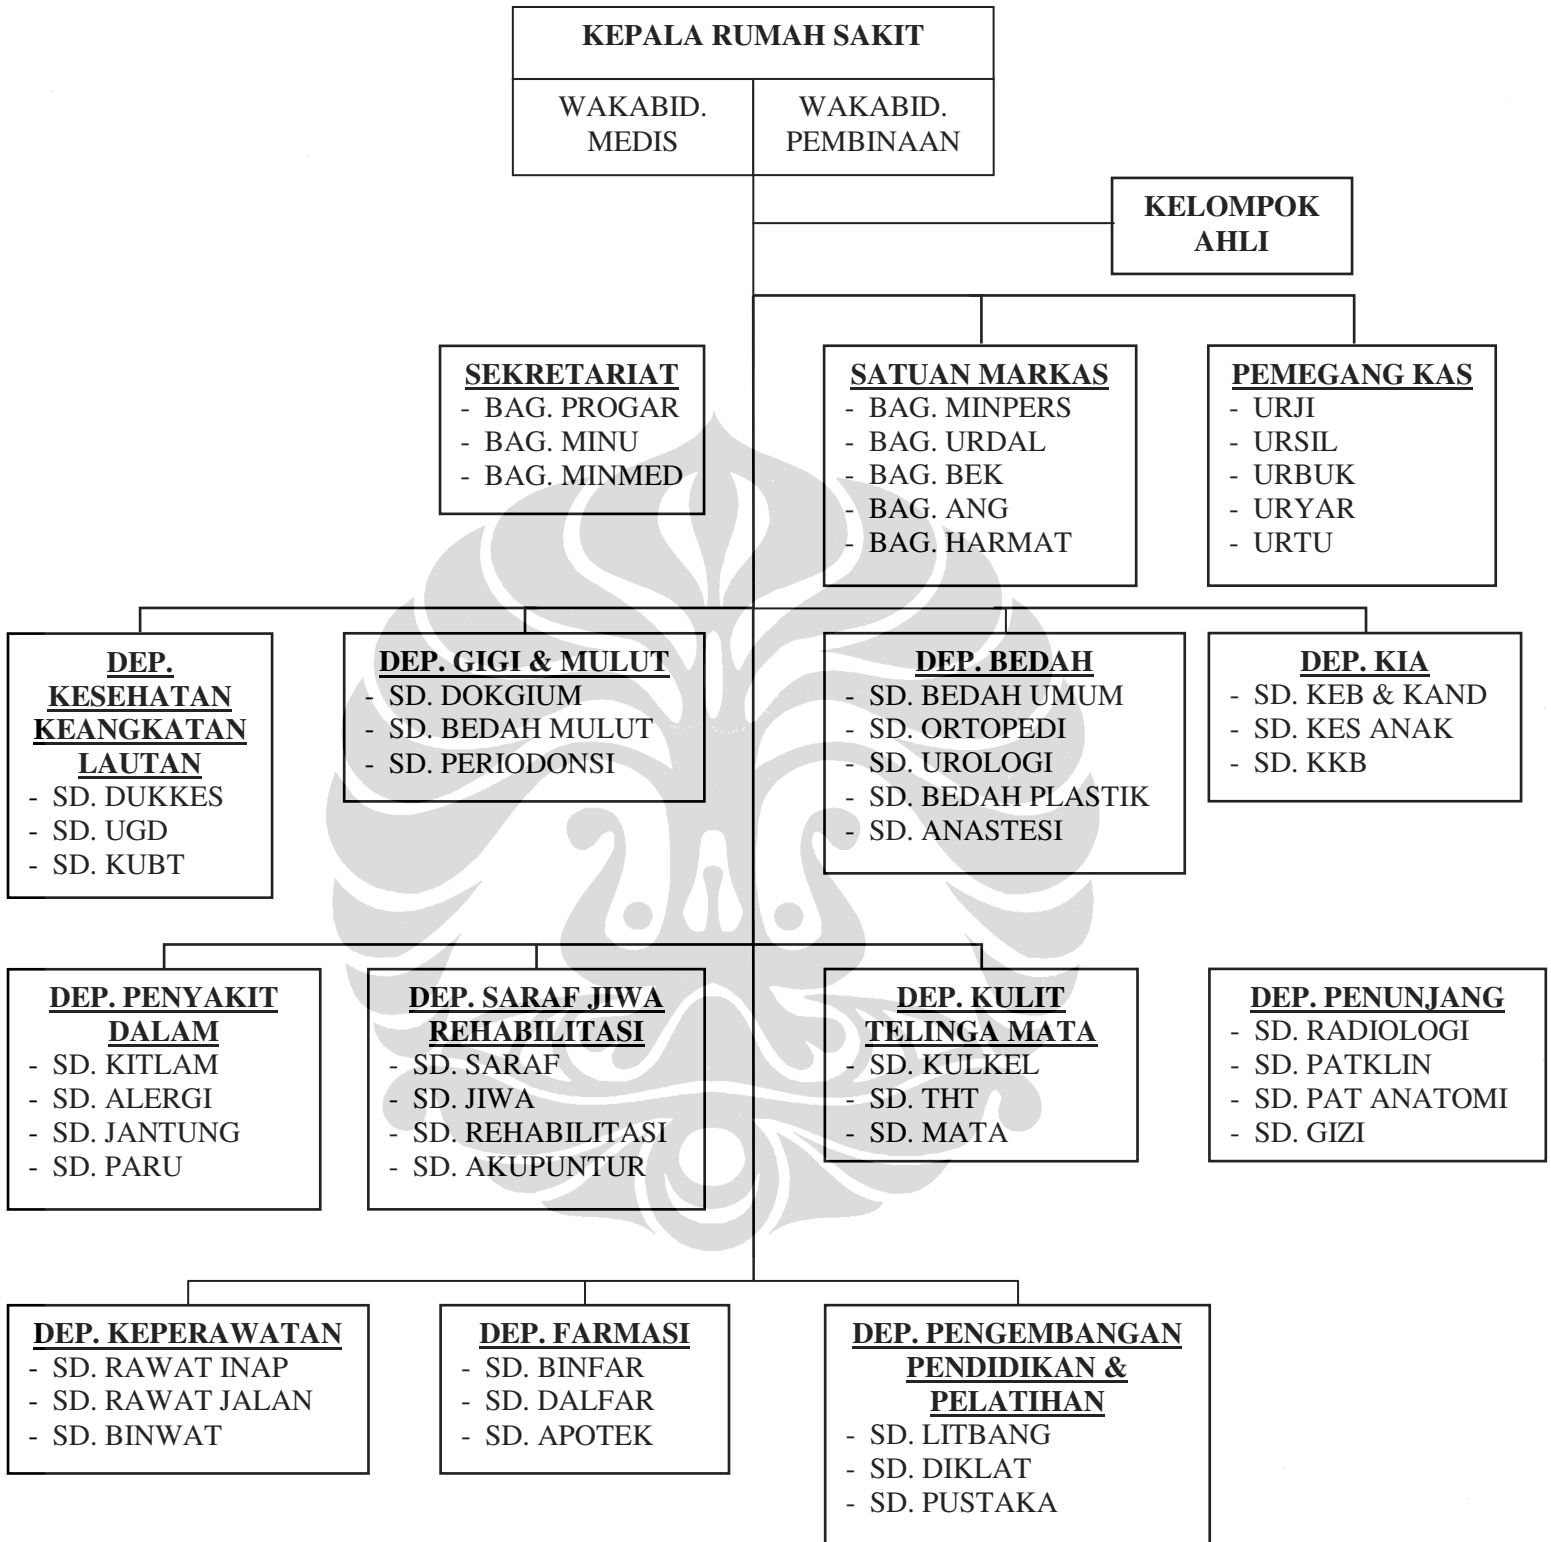 KEPALA RUMAH SAKIT
WAKABID.
MEDIS
WAKABID.
PEMBINAAN
KELOMPOK
AHLI
SEKRETARIAT
- BAG. PROGAR
- BAG. MINU
- BAG. MINMED
SATUAN MARKAS
- BAG. MINPERS
- BAG. URDAL
- BAG. BEK
- BAG. ANG
- BAG. HARMAT
PEMEGANG KAS
- URJI
- URSIL
- URBUK
- URYAR
- URTU
DEP.
KESEHATAN
KEANGKATAN
LAUTAN
- SD. DUKKES
- SD. UGD
- SD. KUBT
DEP. GIGI & MULUT
- SD. DOKGIUM
- SD. BEDAH MULUT
- SD. PERIODONSI
DEP. BEDAH
- SD. BEDAH UMUM
- SD. ORTOPEDI
- SD. UROLOGI
- SD. BEDAH PLASTIK
- SD. ANASTESI
DEP. KIA
- SD. KEB & KAND
- SD. KES ANAK
- SD. KKB
DEP. PENYAKIT
DALAM
- SD. KITLAM
- SD. ALERGI
- SD. JANTUNG
- SD. PARU
DEP. SARAF JIWA
REHABILITASI
- SD. SARAF
- SD. JIWA
- SD. REHABILITASI
- SD. AKUPUNTUR
DEP. KULIT
TELINGA MATA
- SD. KULKEL
- SD. THT
- SD. MATA
DEP. PENUNJANG
- SD. RADIOLOGI
- SD. PATKLIN
- SD. PAT ANATOMI
- SD. GIZI
DEP. KEPERAWATAN
- SD. RAWAT INAP
- SD. RAWAT JALAN
- SD. BINWAT
DEP. FARMASI
- SD. BINFAR
- SD. DALFAR
- SD. APOTEK
DEP. PENGEMBANGAN
PENDIDIKAN &
PELATIHAN
- SD. LITBANG
- SD. DIKLAT
- SD. PUSTAKA